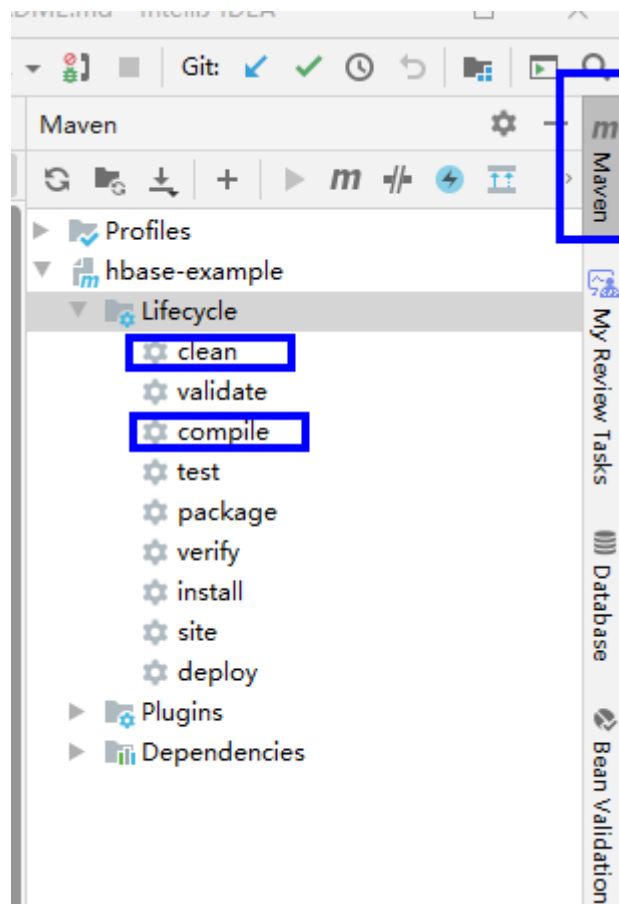 Git:
Maven
m
Profiles
hbase-example
Lifecycle
clean
validate
compile
test
package
verify
install
site
deploy
Plugins
Dependencies
m
Maven
My Review Tasks
Database
Bean Validation